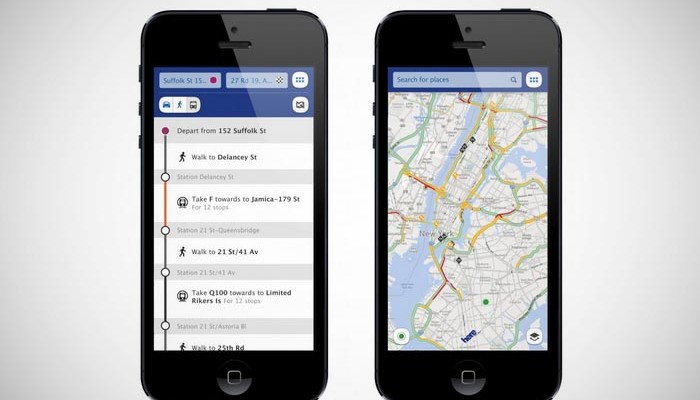 Suffolk St 15... 27 Rd 39, A...
Depart from 152 Suffolk St
Walk to Delancey St
Station Delancey St
Take F towards to Jamica-179 St
For 12 stops
Station 21 St-Queensbridge
Walk to 21 St/41 Av
Station 21 St/41 Av
Take Q100 towards to Limited
Rikers Is For 12 stops
Station 21 St/Astoria Bl
Walk to 25th Rd
Search for places
New York
here